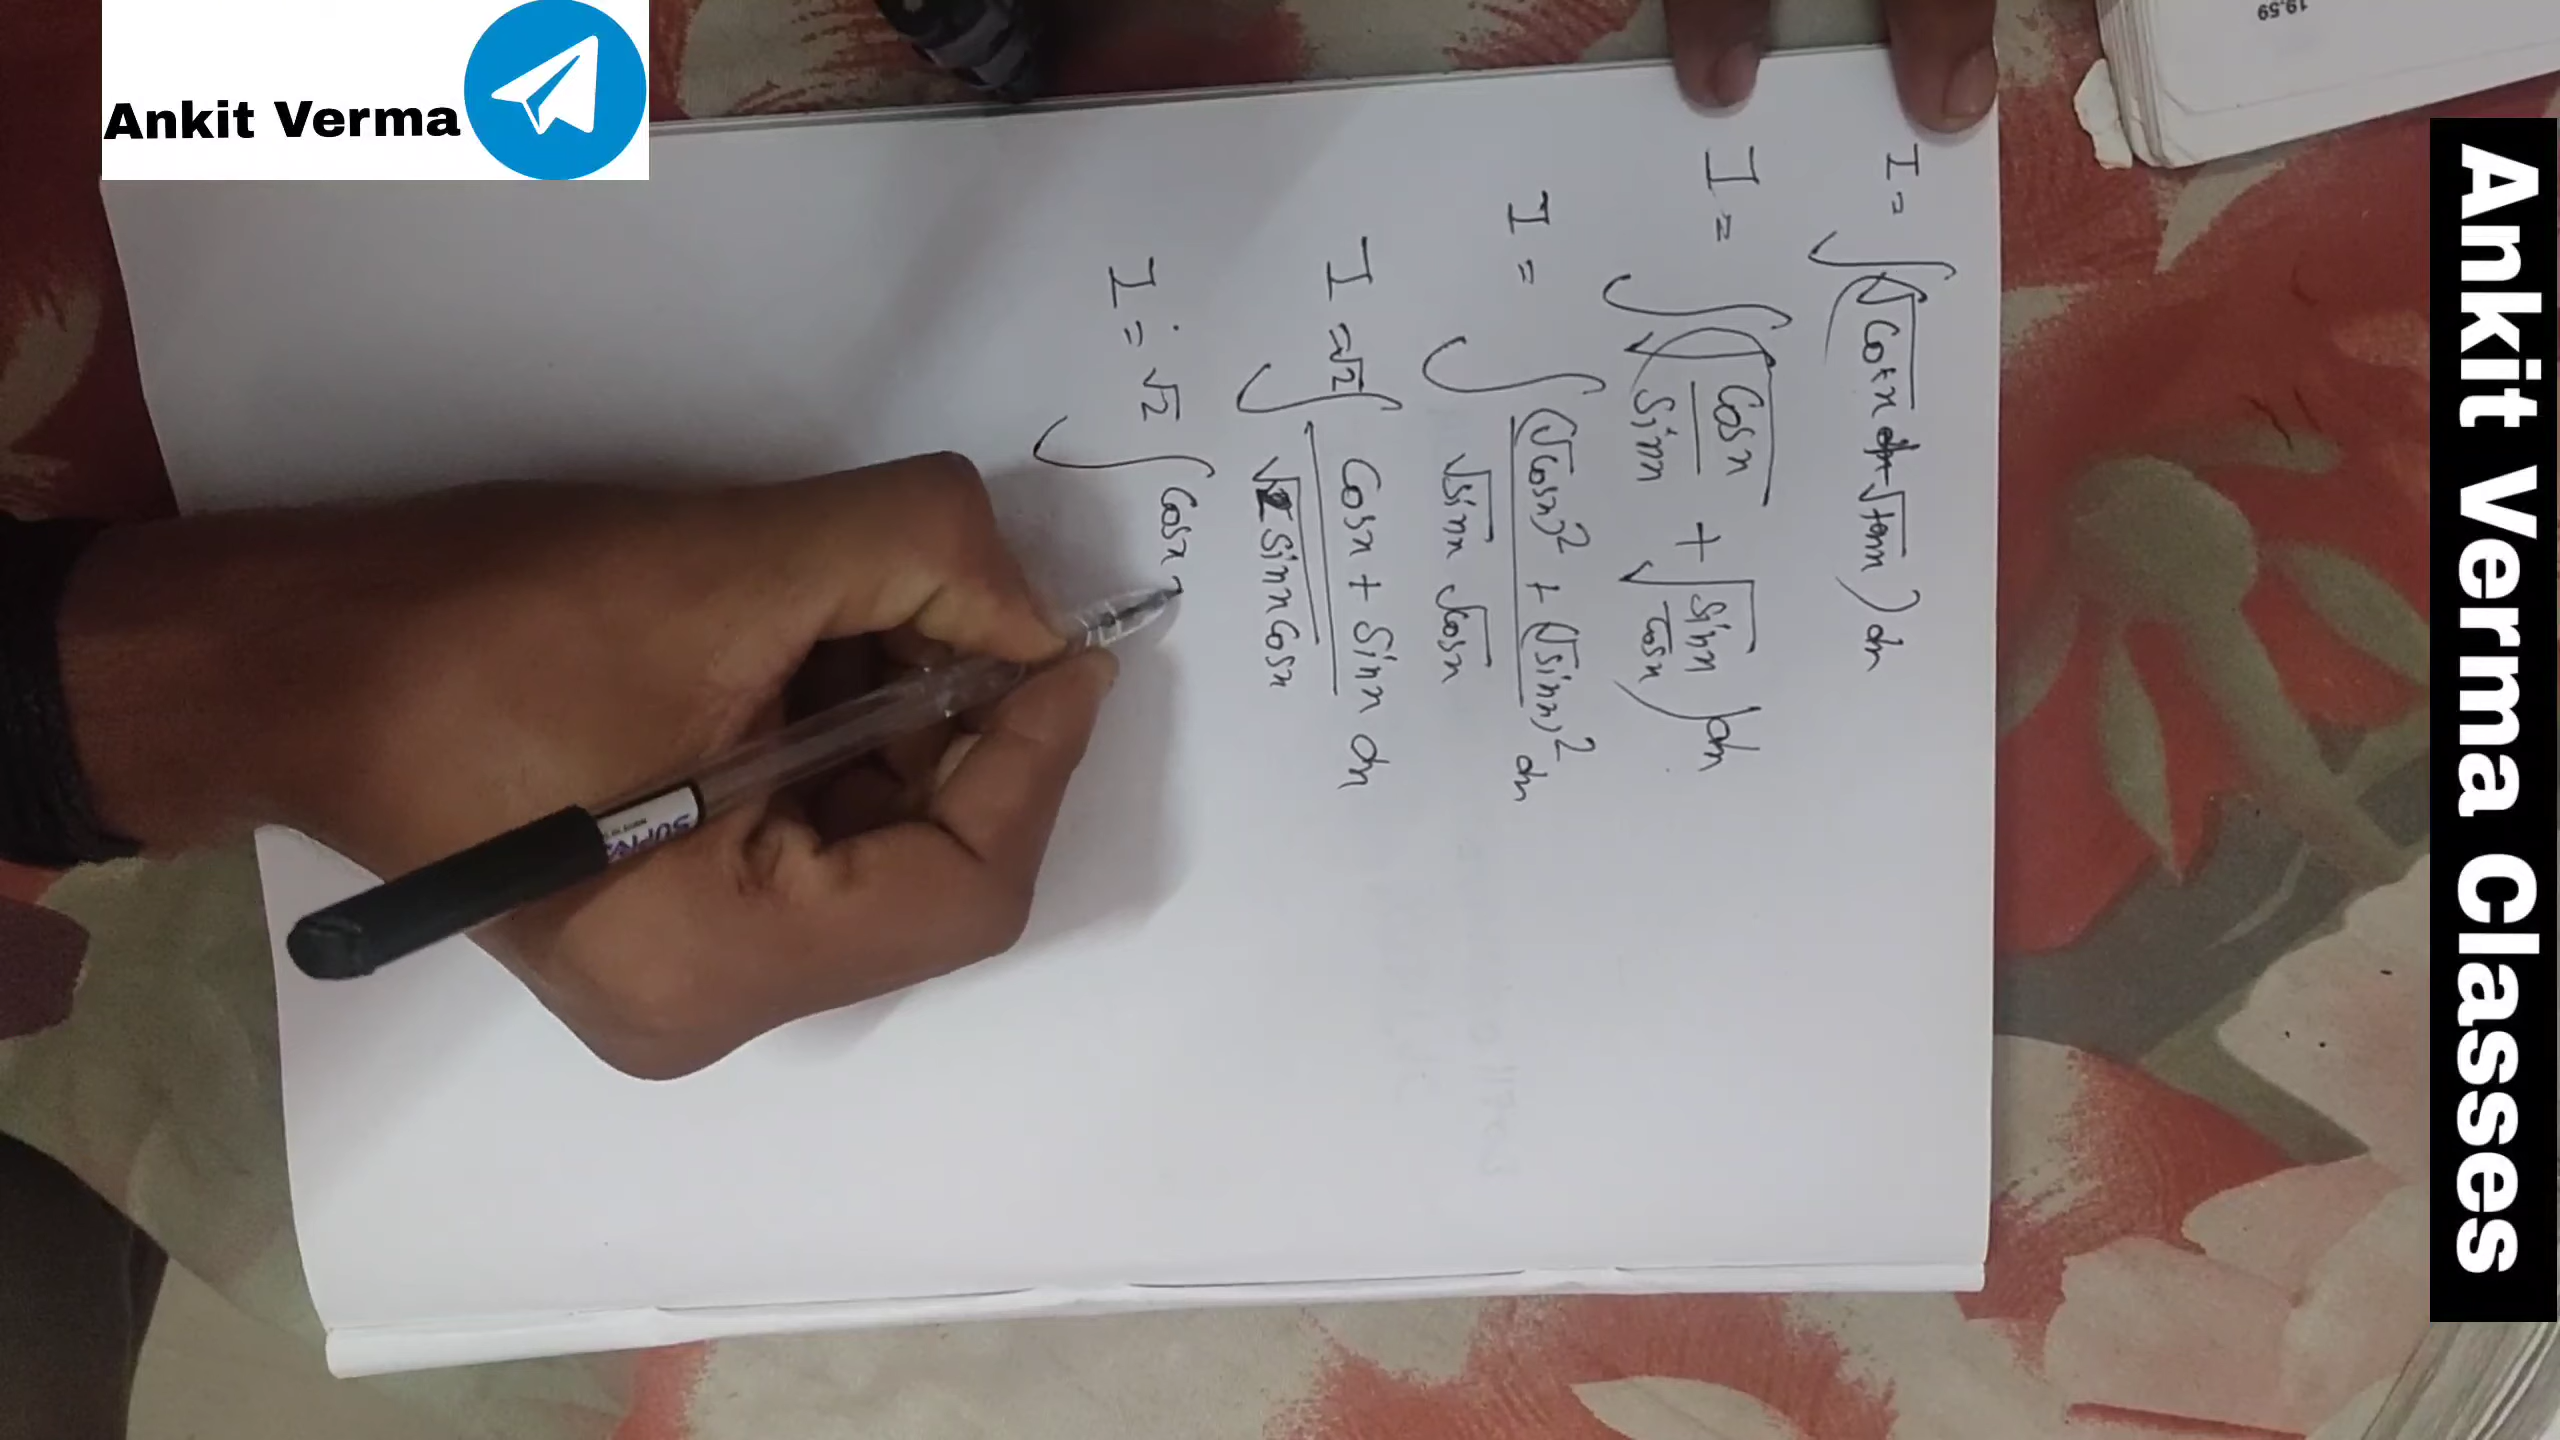 Ankit Verma
Ankit Verma Classes
19.59
I = ∫(√cotx + √tanx) dx
I = ∫(√(cosx/sinx) + √(sinx/cosx)) dx
I = ∫ ((√cosx)² + (√sinx)²)/(√sinx √cosx) dx
I = √2 ∫ (cosx + sinx)/√(2 sinx cosx) dx
I = √2 ∫ cosx